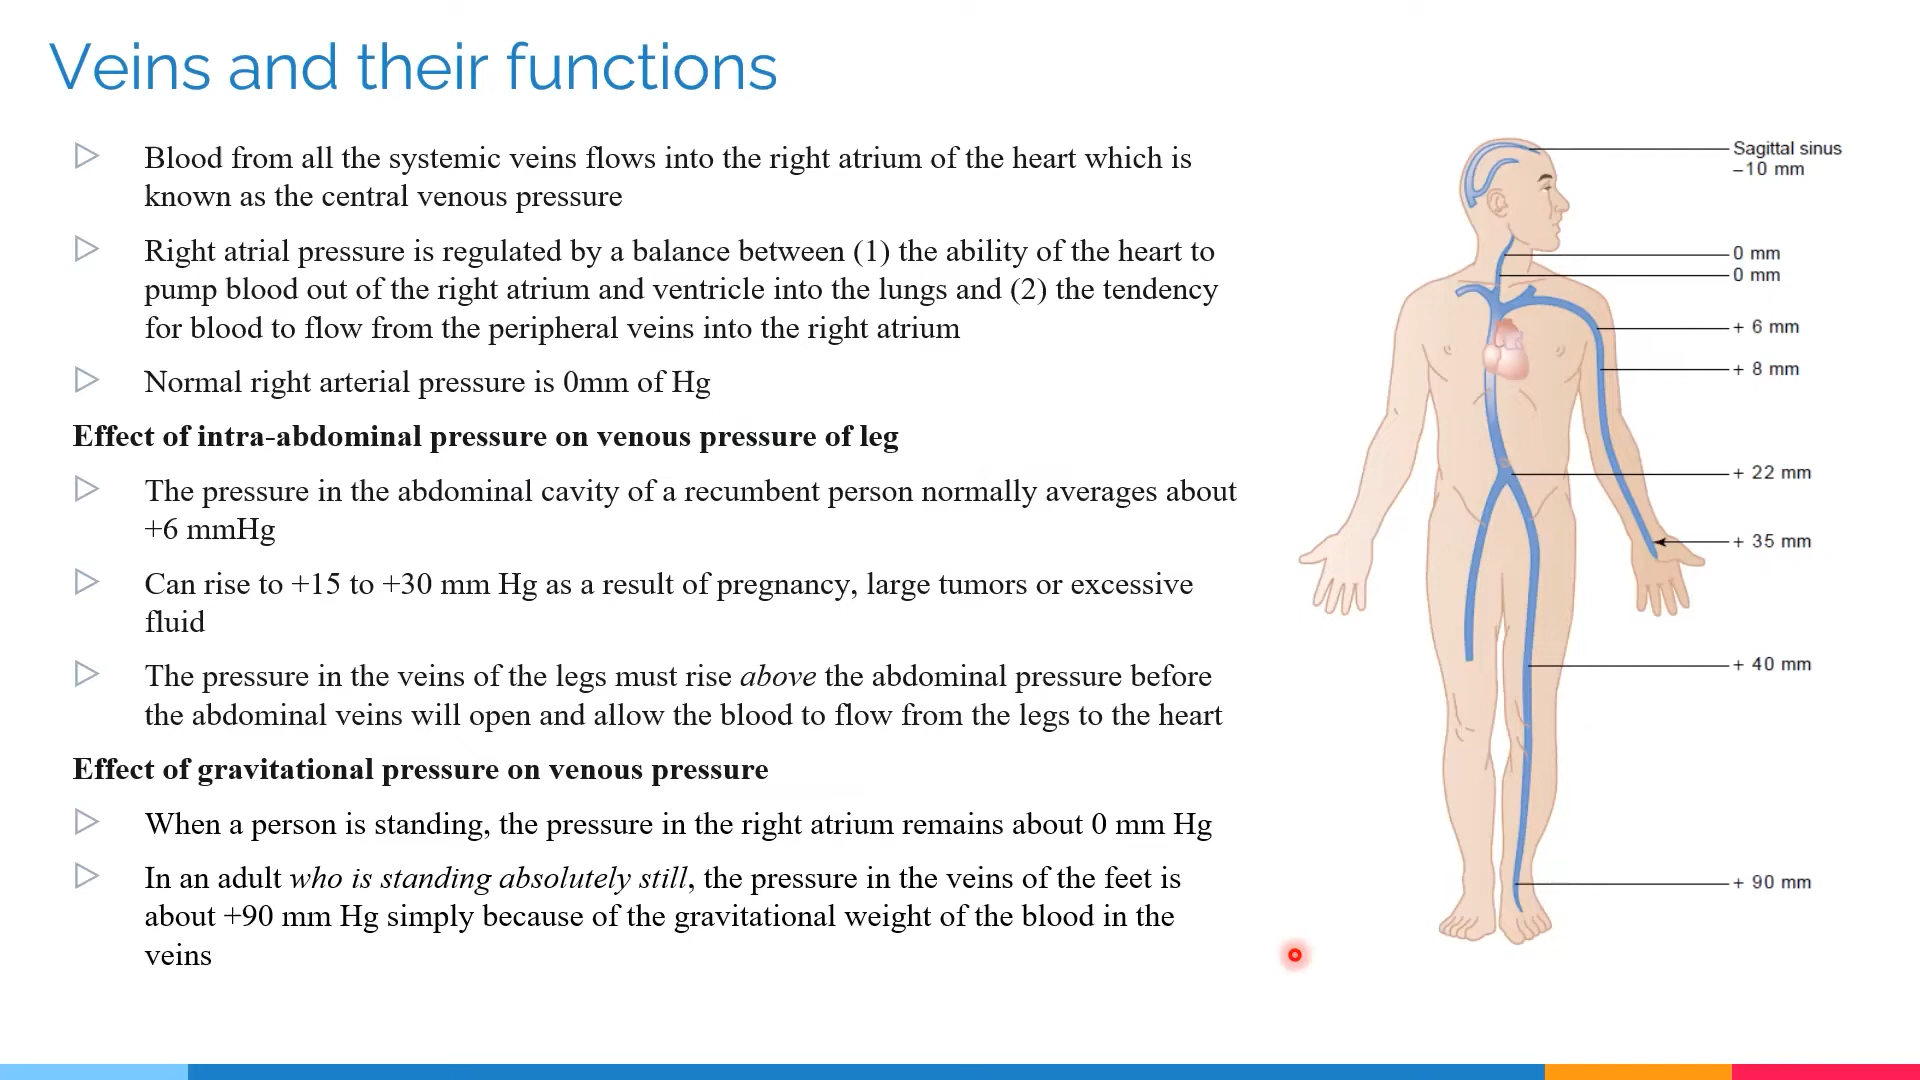 Veins and their functions
Blood from all the systemic veins flows into the right atrium of the heart which is
known as the central venous pressure
Right atrial pressure is regulated by a balance between (1) the ability of the heart to
pump blood out of the right atrium and ventricle into the lungs and (2) the tendency
for blood to flow from the peripheral veins into the right atrium
Normal right arterial pressure is 0mm of Hg
Effect of intra-abdominal pressure on venous pressure of leg
The pressure in the abdominal cavity of a recumbent person normally averages about
+6 mmHg
Can rise to +15 to +30 mm Hg as a result of pregnancy, large tumors or excessive
fluid
The pressure in the veins of the legs must rise above the abdominal pressure before
the abdominal veins will open and allow the blood to flow from the legs to the heart
Effect of gravitational pressure on venous pressure
When a person is standing, the pressure in the right atrium remains about 0 mm Hg
In an adult who is standing absolutely still, the pressure in the veins of the feet is
about +90 mm Hg simply because of the gravitational weight of the blood in the
veins
Sagittal sinus
−10 mm
0 mm
0 mm
+ 6 mm
+ 8 mm
+ 22 mm
+ 35 mm
+ 40 mm
+ 90 mm